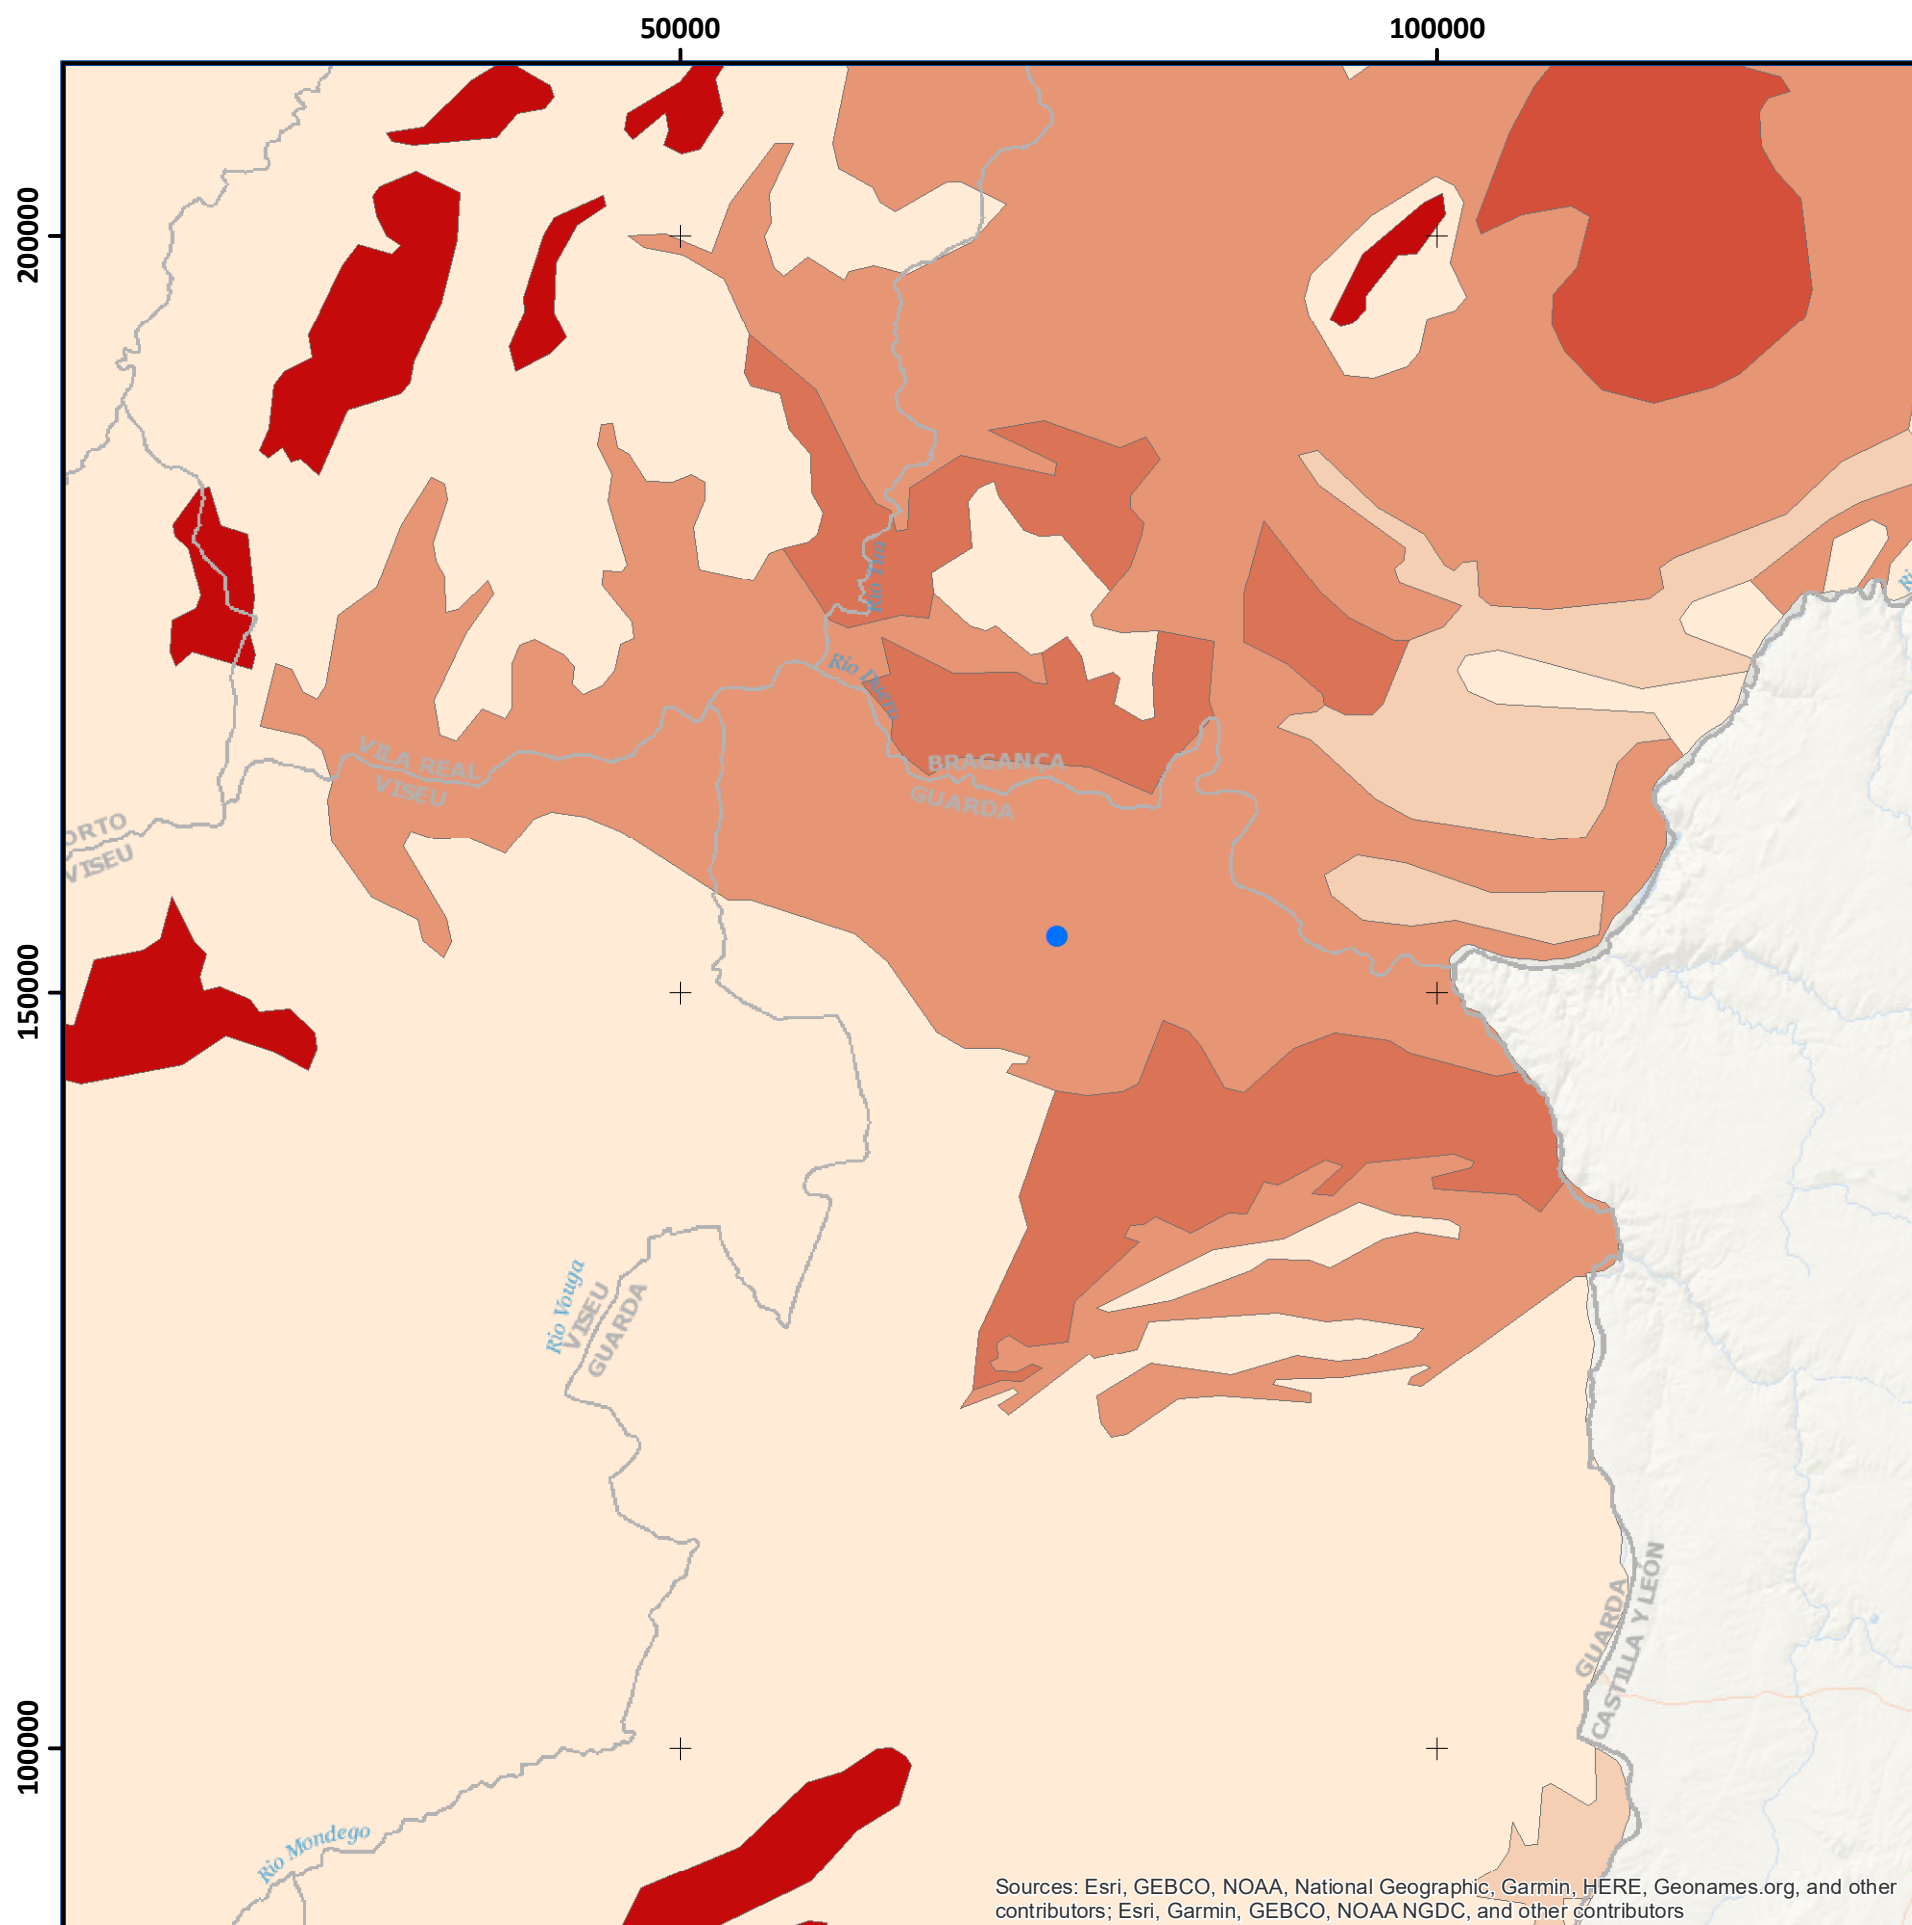 50000
100000
200000
Rio Tua
Rio Douro
VILA REAL
VISEU
BRAGANÇA
GUARDA
ORTO
VISEU
150000
Rio Vouga
VISEU
GUARDA
GUARDA
CASTILLA Y LEÓN
100000
Rio Mondego
Sources: Esri, GEBCO, NOAA, National Geographic, Garmin, HERE, Geonames.org, and other
contributors; Esri, Garmin, GEBCO, NOAA NGDC, and other contributors